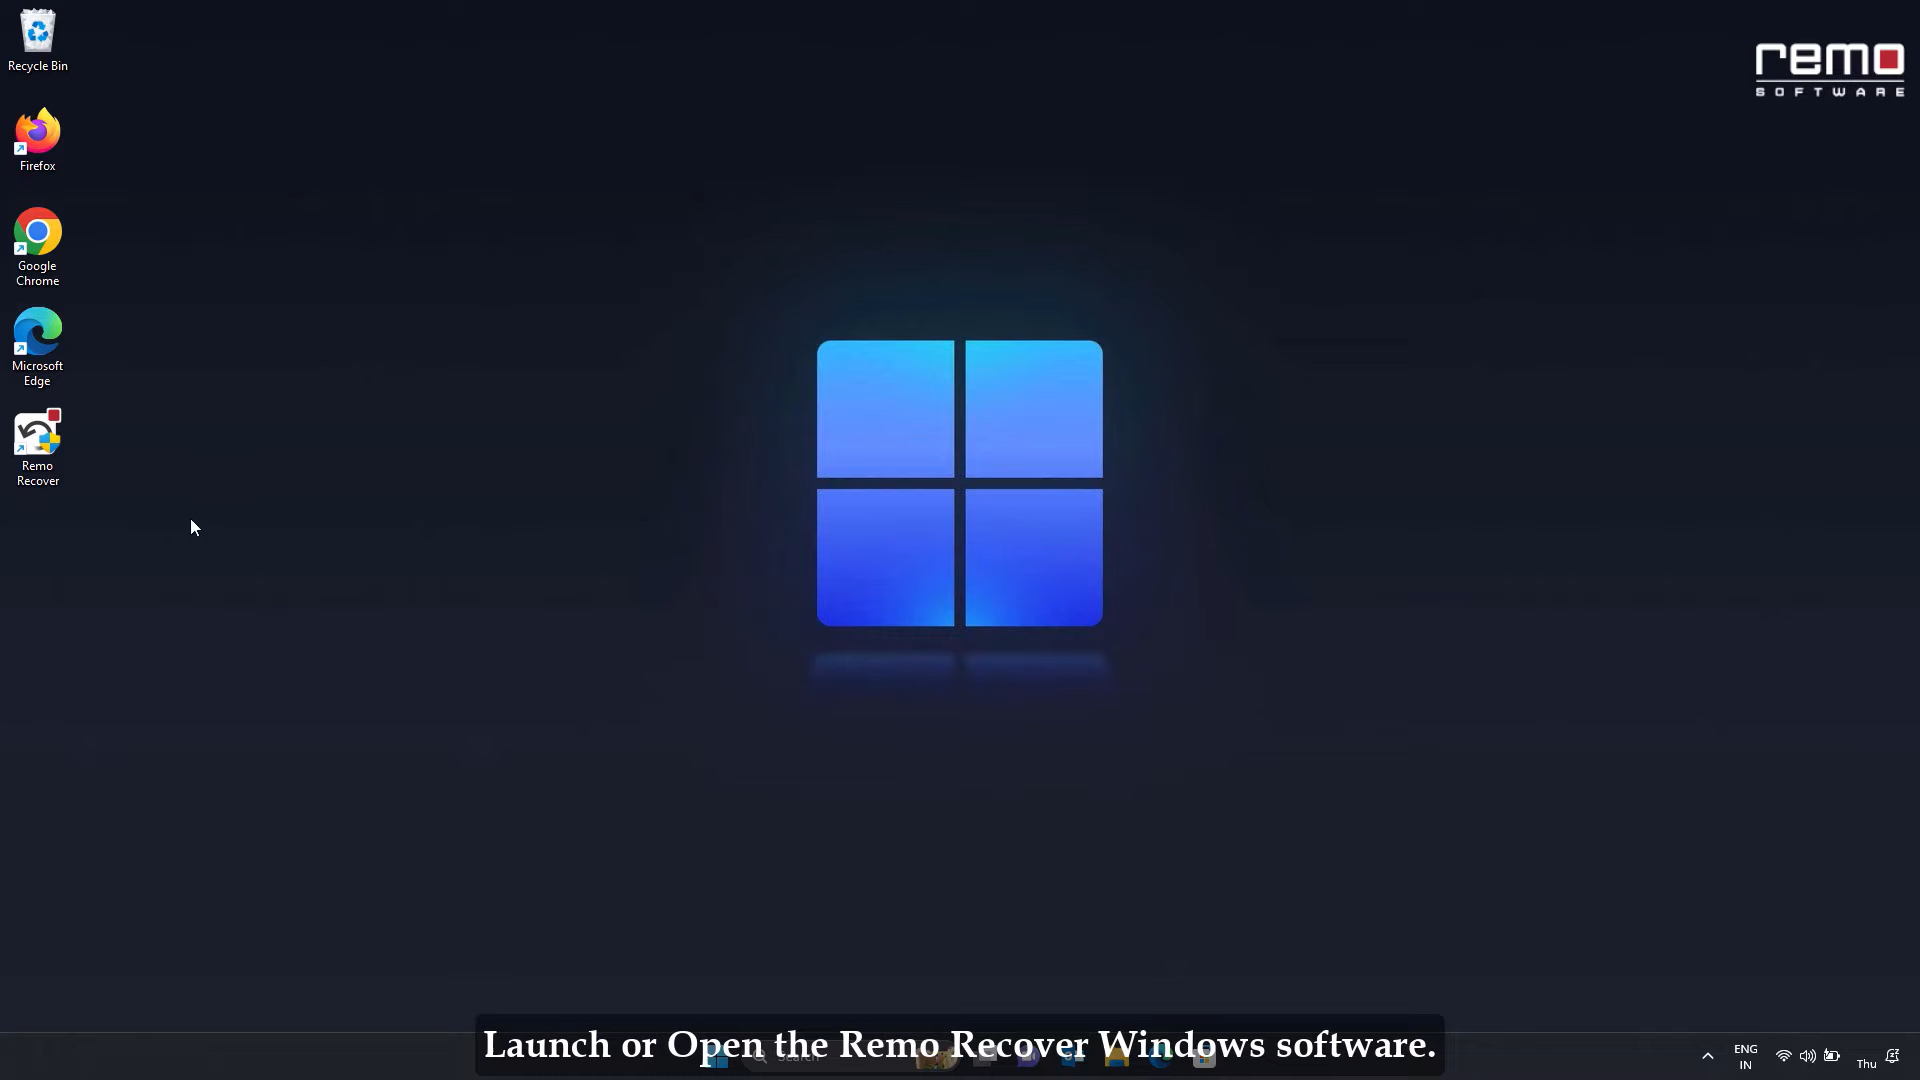 Recycle Bin
remo
SOFTWARE
Firefox
Google
Chrome
Microsoft
Edge
Remo
Recover
Launch or Open the Remo Recover Windows software.
Search
ENG
IN
Thu